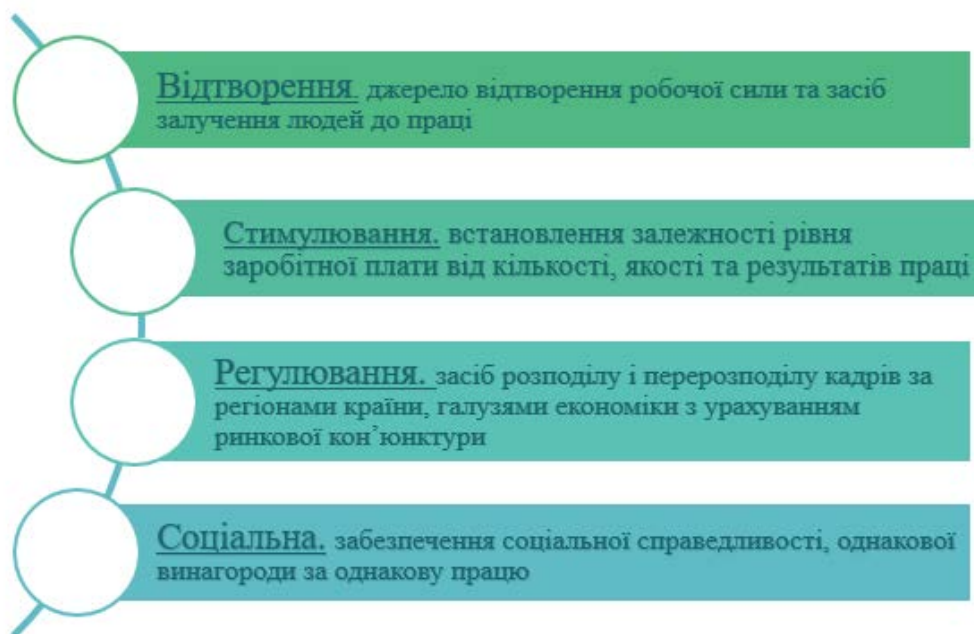 Відтворення. джерело відтворення робочої сили та засіб
залучення людей до праці
Стимулювання. встановлення залежності рівня
заробітної плати від кількості, якості та результатів праці
Регулювання. засіб розподілу і перерозподілу кадрів за
регіонами країни, галузями економіки з урахуванням
ринкової кон’юнктури
Соціальна. забезпечення соціальної справедливості, однакової
винагороди за однакову працю